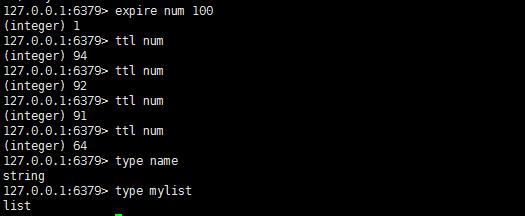 127.0.0.1:6379> expire num 100
(integer) 1
127.0.0.1:6379> ttl num
(integer) 94
127.0.0.1:6379> ttl num
(integer) 92
127.0.0.1:6379> ttl num
(integer) 91
127.0.0.1:6379> ttl num
(integer) 64
127.0.0.1:6379> type name
string
127.0.0.1:6379> type mylist
list